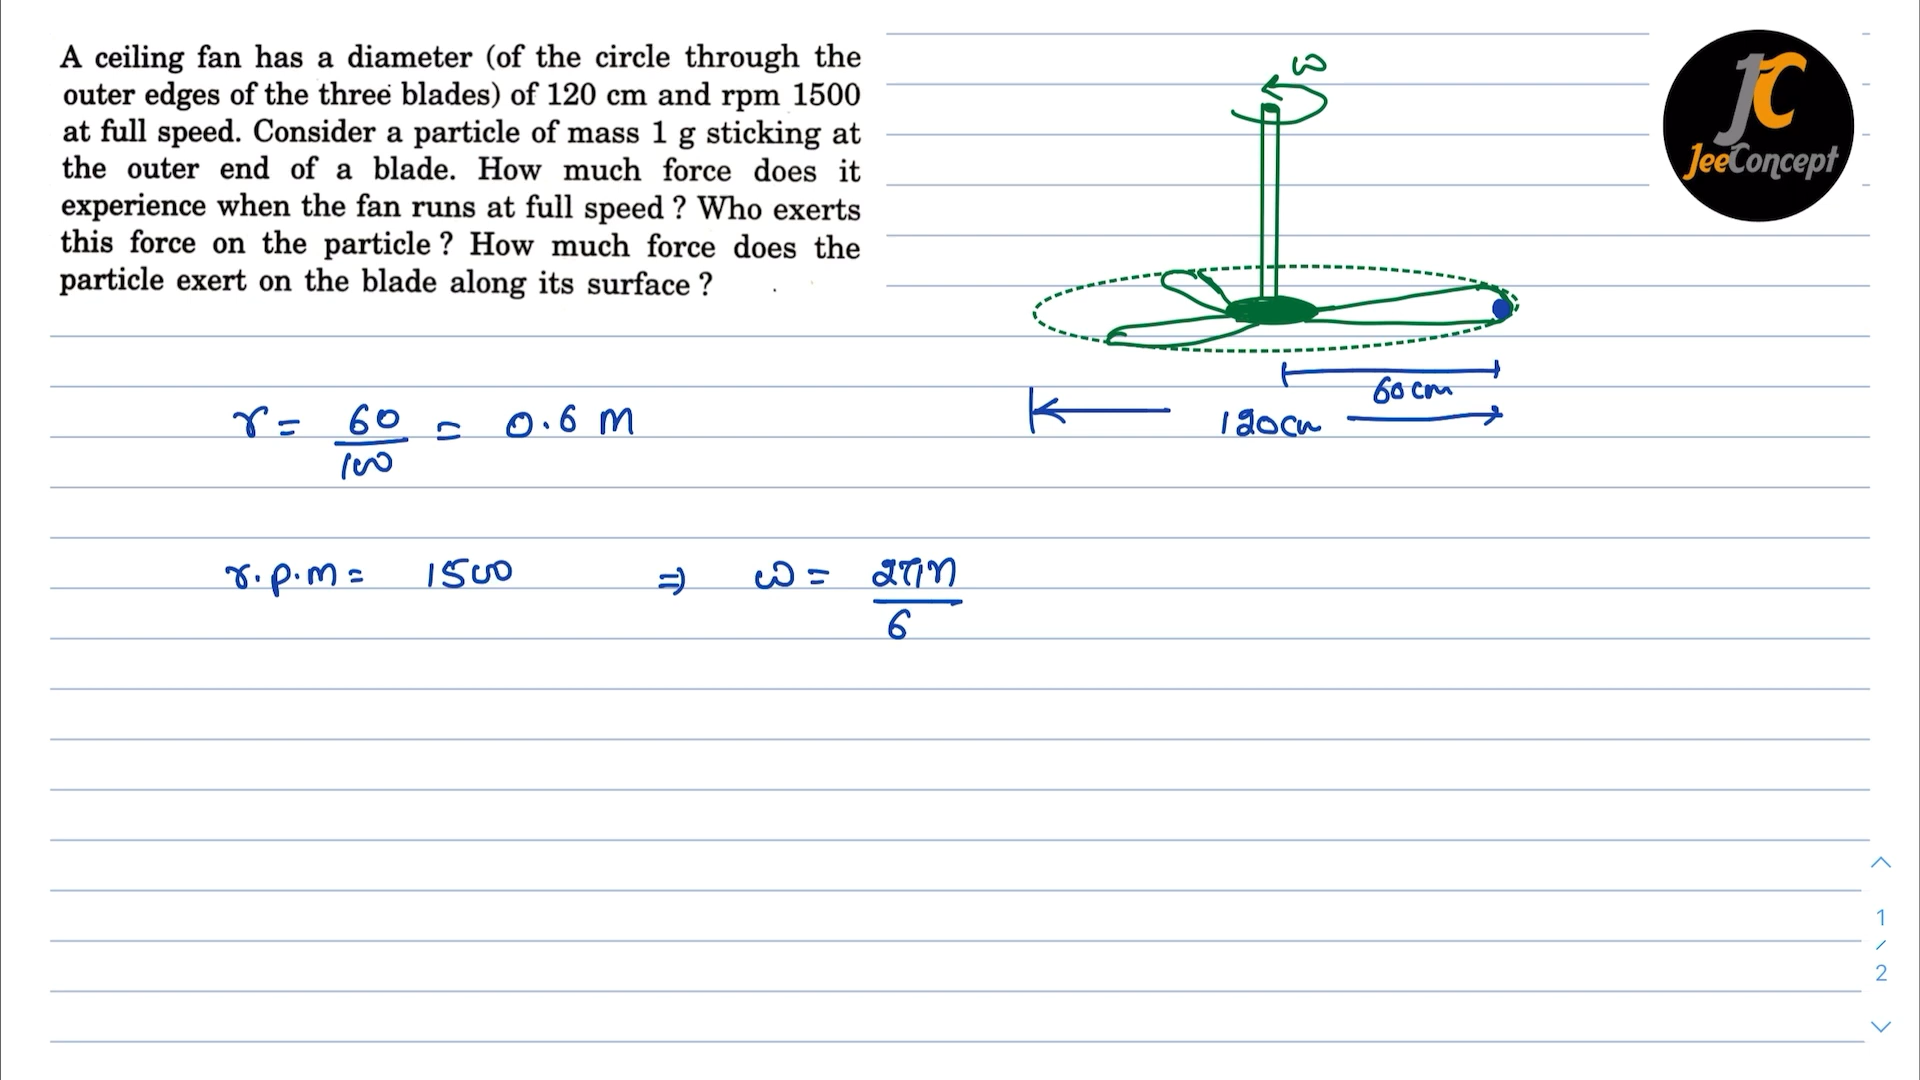 A ceiling fan has a diameter (of the circle through the
outer edges of the three blades) of 120 cm and rpm 1500
at full speed. Consider a particle of mass 1 g sticking at
the outer end of a blade. How much force does it
experience when the fan runs at full speed ? Who exerts
this force on the particle ? How much force does the
particle exert on the blade along its surface ?
ω
JC
JeeConcept
60 cm
120cm
r = 60/100 = 0.6 m
r.p.m = 1500 ⇒ ω = 2πn/6
1
/
2